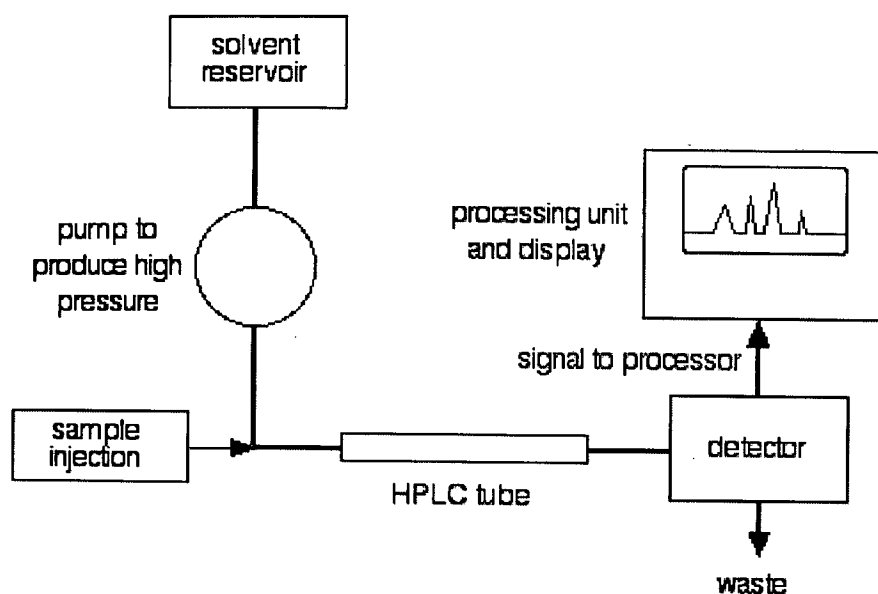 solvent
reservoir
pump to
produce high
pressure
processing unit
and display
signal to processor
sample
injection
HPLC tube
detector
waste